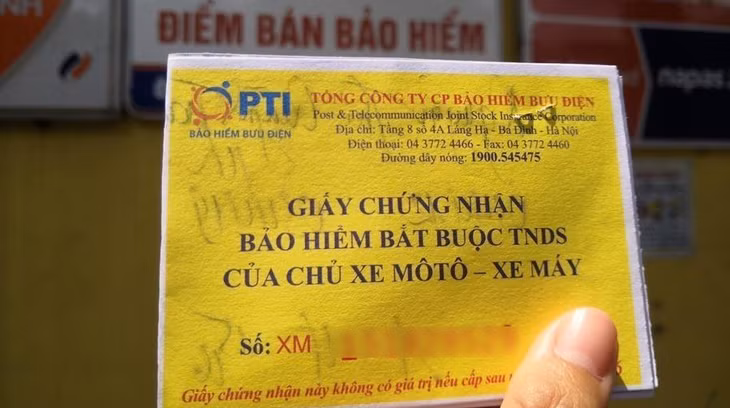 NH
ĐIỂM BÁN BẢO HIỂM
napas
PTI
BẢO HIỂM BƯU ĐIỆN
TỔNG CÔNG TY CP BẢO HIỂM BƯU ĐIỆN
Post & Telecommunication Joint Stock Insurance Corporation
Địa chỉ: Tầng 8 số 4A Láng Hạ - Ba Đình - Hà Nội
Điện thoại: 04 3772 4466 - Fax: 04 3772 4460
Đường dây nóng: 1900.545475
GIẤY CHỨNG NHẬN
BẢO HIỂM BẮT BUỘC TNDS
CỦA CHỦ XE MÔTÔ – XE MÁY
Số: XM
Giấy chứng nhận này không có giá trị nếu cấp sau